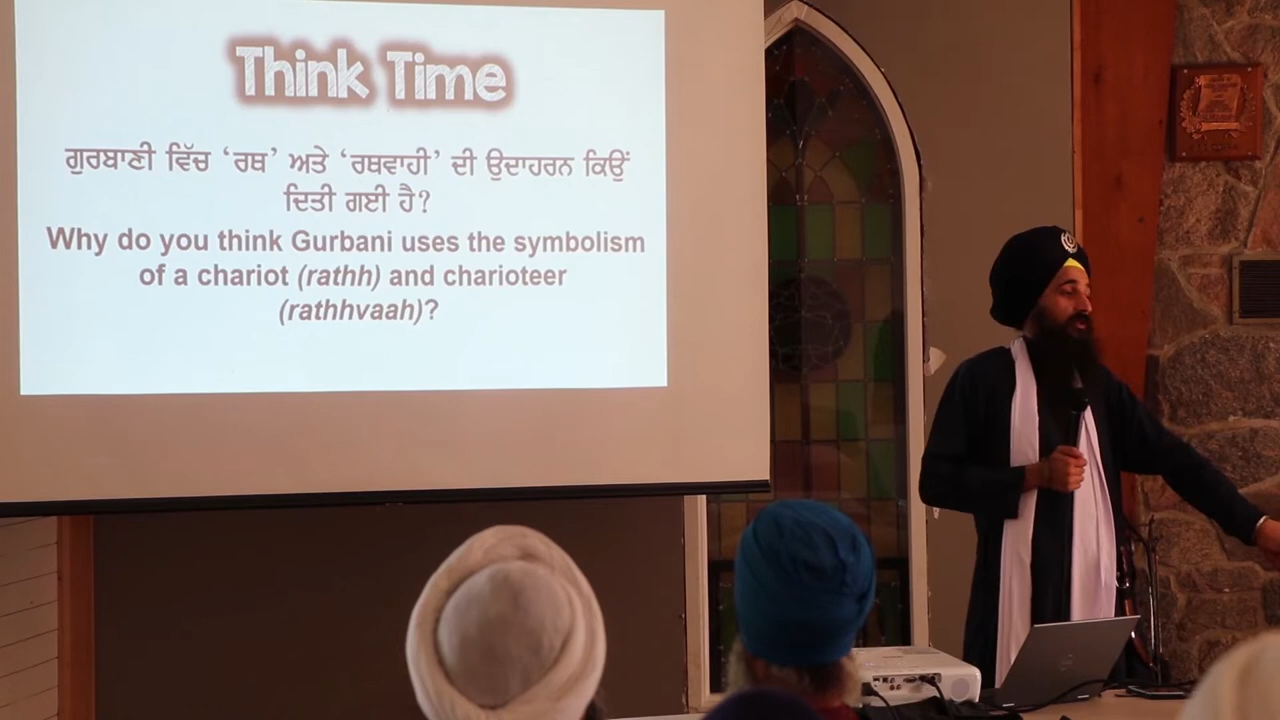 Think Time
ਗੁਰਬਾਣੀ ਵਿੱਚ ‘ਰਥ’ ਅਤੇ ‘ਰਥਵਾਹੀ’ ਦੀ ਉਦਾਹਰਨ ਕਿਉਂ
ਦਿਤੀ ਗਈ ਹੈ?
Why do you think Gurbani uses the symbolism
of a chariot (rathh) and charioteer
(rathhvaah)?